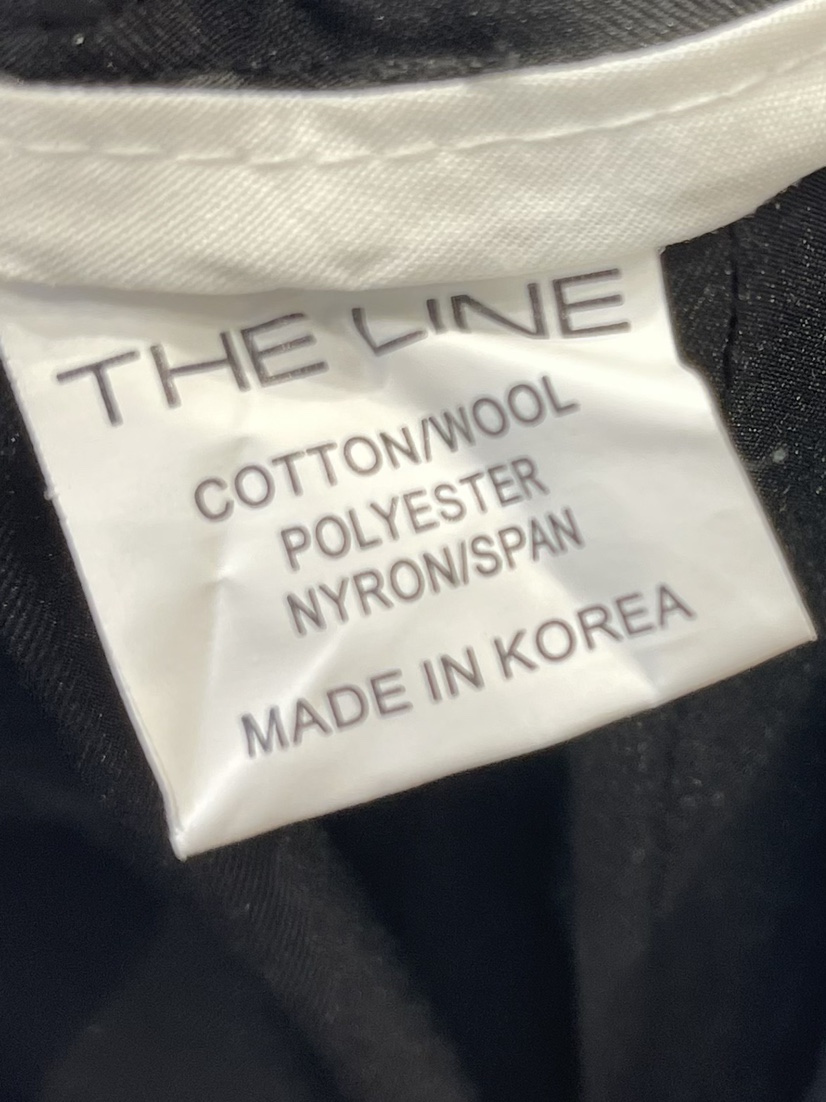 THE LINE
COTTON/WOOL
POLYESTER
NYRON/SPAN
MADE IN KOREA